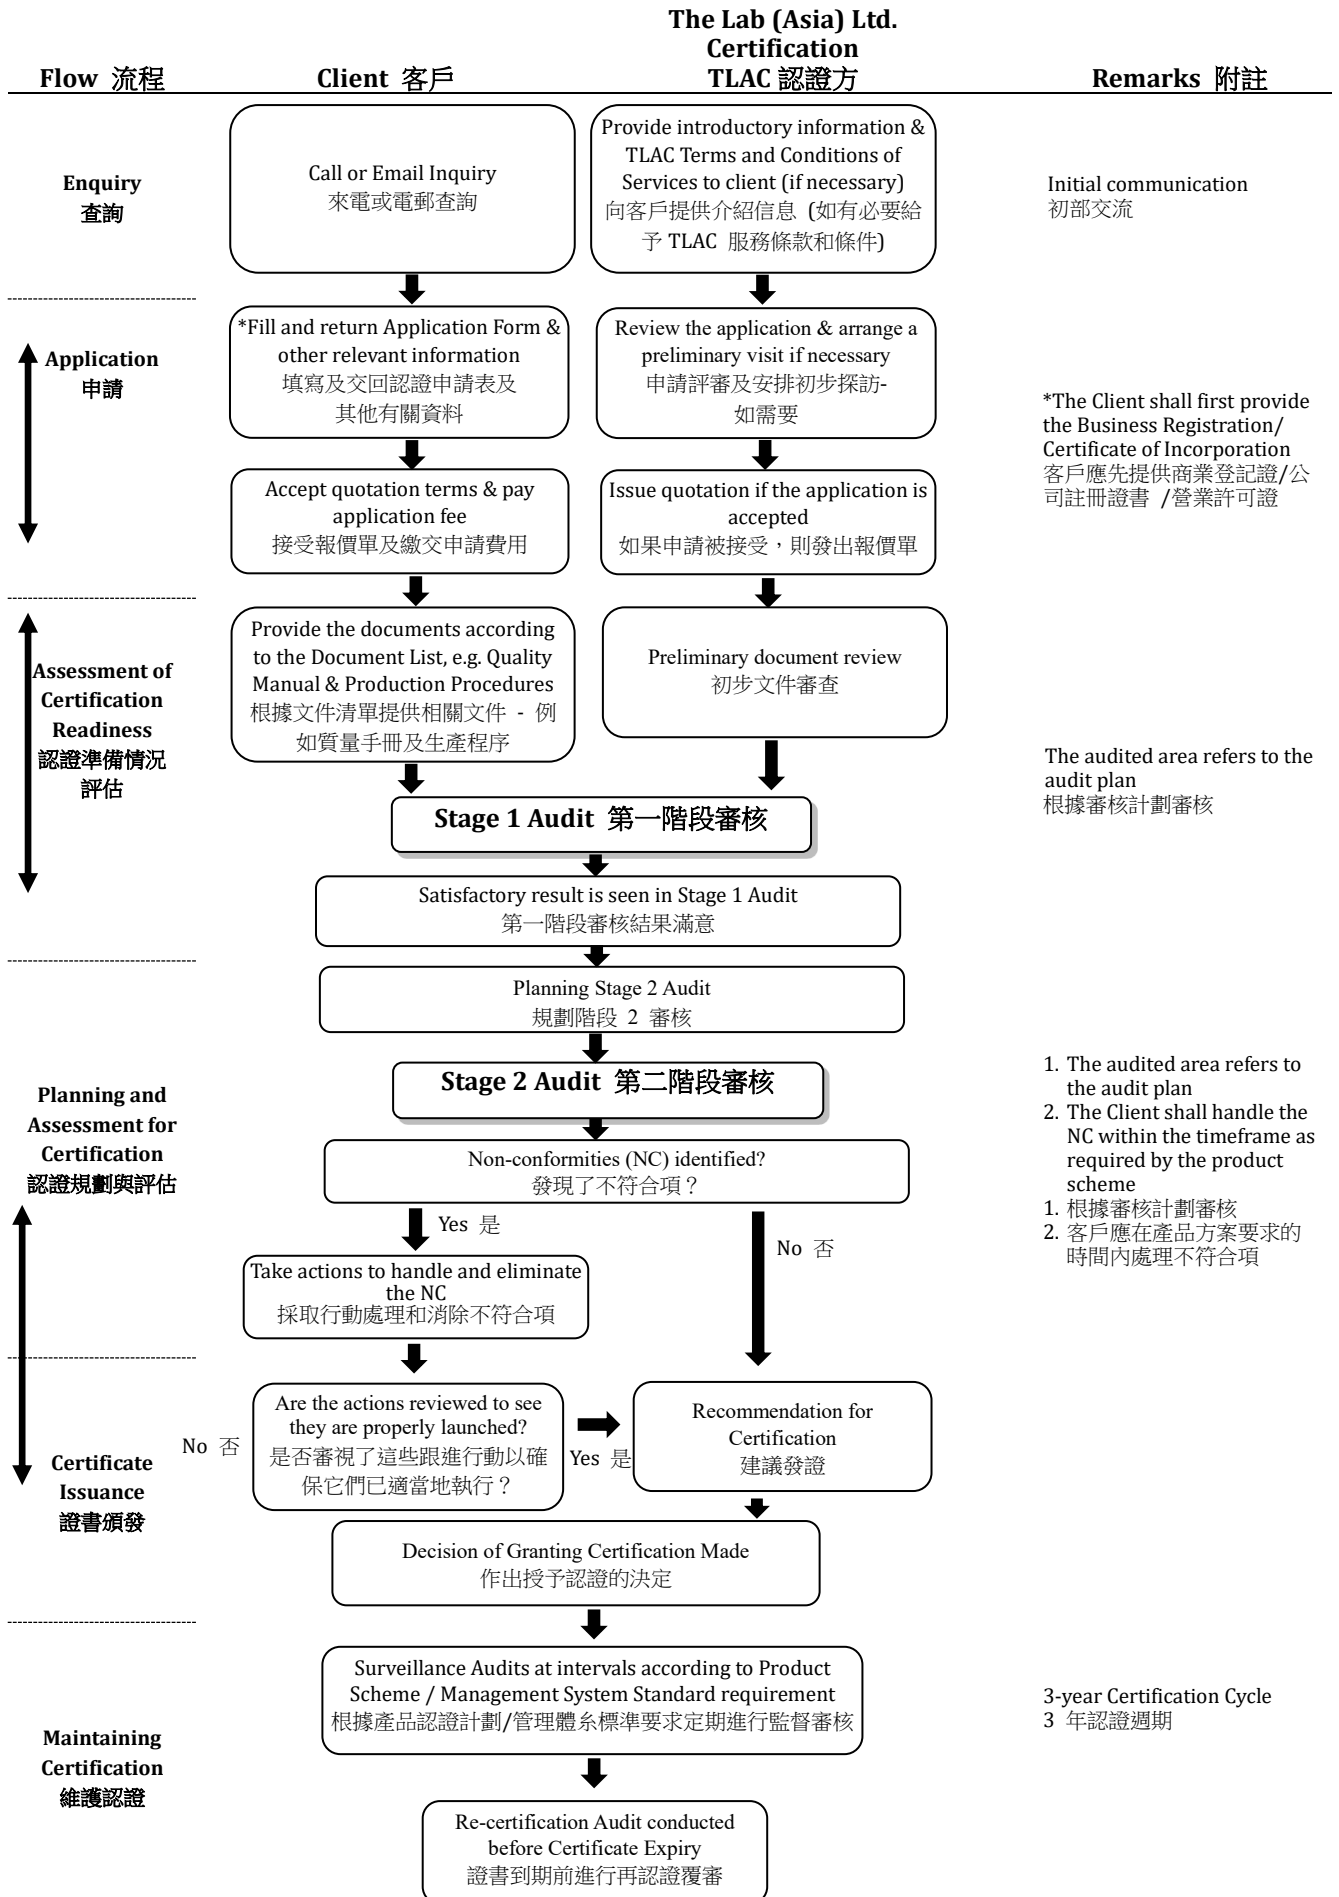 The Lab (Asia) Ltd.
Certification
Flow 流程
Client 客戶
TLAC 認證方
Remarks 附註
Enquiry
查詢
Call or Email Inquiry
來電或電郵查詢
Provide introductory information &
TLAC Terms and Conditions of
Services to client (if necessary)
向客戶提供介紹信息 (如有必要給
予 TLAC 服務條款和條件)
Initial communication
初部交流
Application
申請
*Fill and return Application Form &
other relevant information
填寫及交回認證申請表及
其他有關資料
Review the application & arrange a
preliminary visit if necessary
申請評審及安排初步探訪-
如需要
*The Client shall first provide
the Business Registration/
Certificate of Incorporation
客戶應先提供商業登記證/公
司註冊證書 /營業許可證
Accept quotation terms & pay
application fee
接受報價單及繳交申請費用
Issue quotation if the application is
accepted
如果申請被接受，則發出報價單
Assessment of
Certification
Readiness
認證準備情況
評估
Provide the documents according
to the Document List, e.g. Quality
Manual & Production Procedures
根據文件清單提供相關文件 - 例
如質量手冊及生產程序
Preliminary document review
初步文件審查
The audited area refers to the
audit plan
根據審核計劃審核
Stage 1 Audit 第一階段審核
Satisfactory result is seen in Stage 1 Audit
第一階段審核結果滿意
Planning Stage 2 Audit
規劃階段 2 審核
Planning and
Assessment for
Certification
認證規劃與評估
Stage 2 Audit 第二階段審核
1. The audited area refers to
the audit plan
2. The Client shall handle the
NC within the timeframe as
required by the product
scheme
1. 根據審核計劃審核
2. 客戶應在產品方案要求的
時間內處理不符合項
Non-conformities (NC) identified?
發現了不符合項？
Yes 是
No 否
Take actions to handle and eliminate
the NC
採取行動處理和消除不符合項
Certificate
Issuance
證書頒發
No 否
Are the actions reviewed to see
they are properly launched?
是否審視了這些跟進行動以確
保它們已適當地執行？
Yes 是
Recommendation for
Certification
建議發證
Decision of Granting Certification Made
作出授予認證的決定
Maintaining
Certification
維護認證
Surveillance Audits at intervals according to Product
Scheme / Management System Standard requirement
根據產品認證計劃/管理體系標準要求定期進行監督審核
3-year Certification Cycle
3 年認證週期
Re-certification Audit conducted
before Certificate Expiry
證書到期前進行再認證覆審